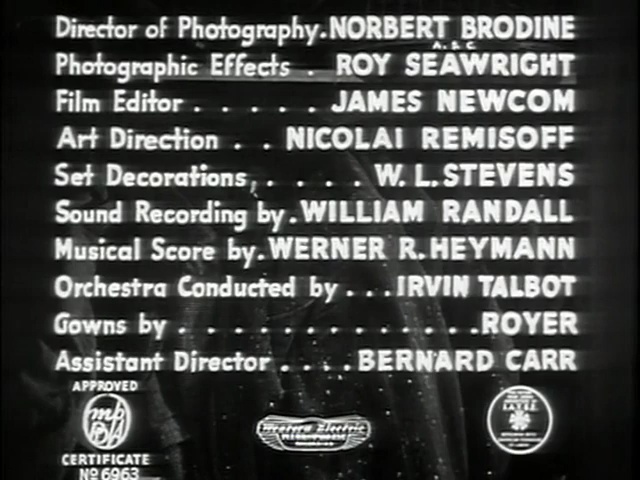 Director of Photography.NORBERT BRODINE
A.S.C
Photographic Effects . ROY SEAWRIGHT
Film Editor . . . . . . JAMES NEWCOM
Art Direction . . NICOLAI REMISOFF
Set Decorations, . . . . W. L. STEVENS
Sound Recording by.WILLIAM RANDALL
Musical Score by.WERNER R. HEYMANN
Orchestra Conducted by . . . IRVIN TALBOT
Gowns by . . . . . . . . . . . . . . ROYER
Assistant Director . . . . BERNARD CARR
APPROVED
CERTIFICATE
No 6963
Western Electric
I.A.T.S.E.